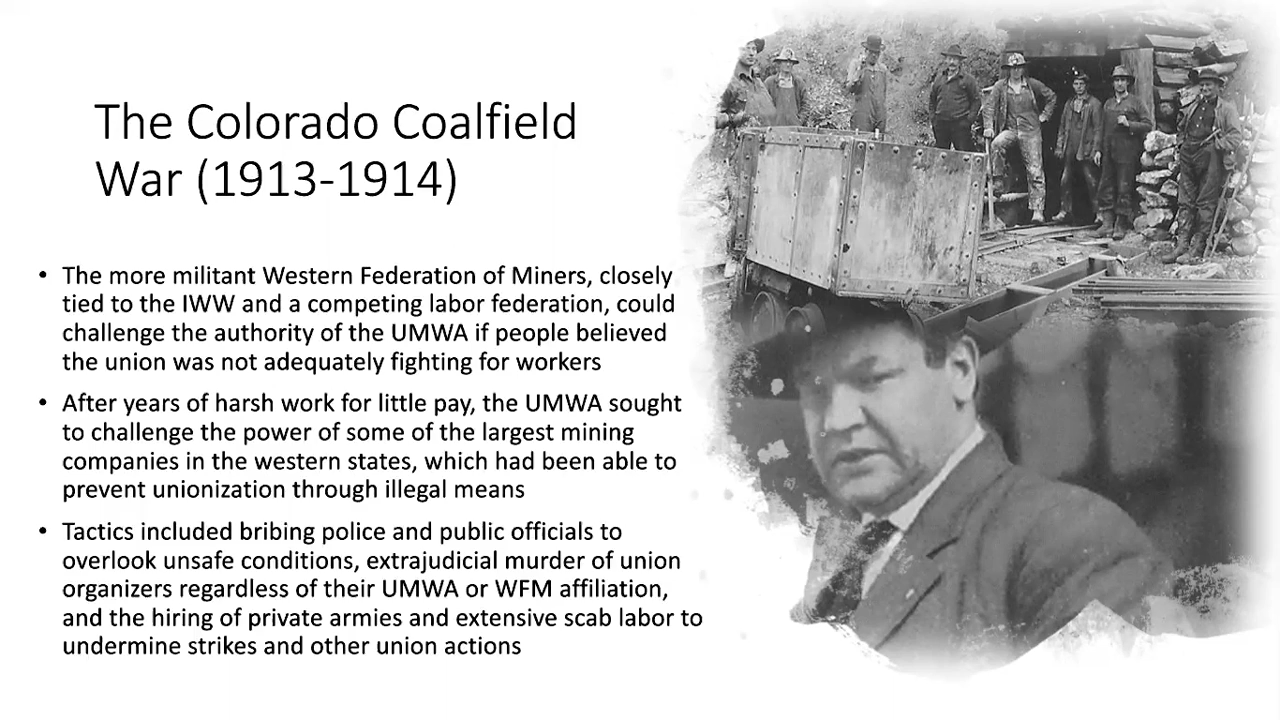 The Colorado Coalfield
War (1913-1914)
• The more militant Western Federation of Miners, closely
tied to the IWW and a competing labor federation, could
challenge the authority of the UMWA if people believed
the union was not adequately fighting for workers
• After years of harsh work for little pay, the UMWA sought
to challenge the power of some of the largest mining
companies in the western states, which had been able to
prevent unionization through illegal means
• Tactics included bribing police and public officials to
overlook unsafe conditions, extrajudicial murder of union
organizers regardless of their UMWA or WFM affiliation,
and the hiring of private armies and extensive scab labor to
undermine strikes and other union actions